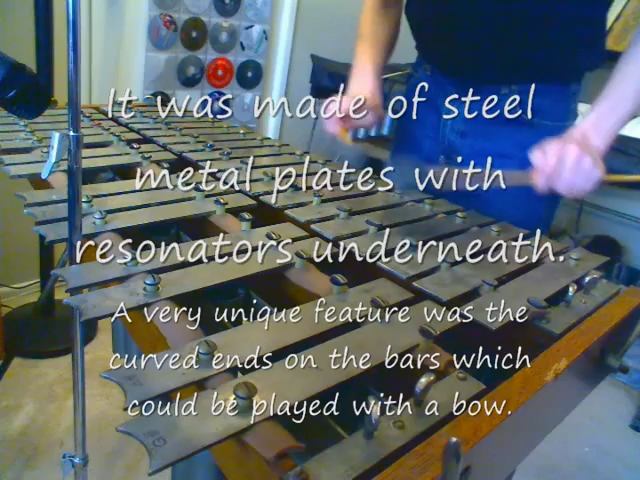 It was made of steel
metal plates with
resonators underneath.
A very unique feature was the
curved ends on the bars which
could be played with a bow.